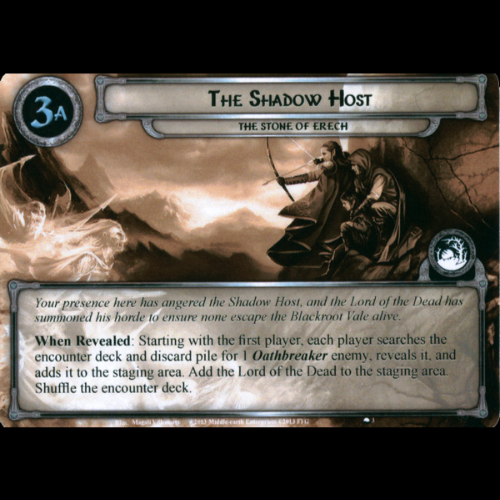 3A
The Shadow Host
The Stone of Erech
Your presence here has angered the Shadow Host, and the Lord of the Dead has
summoned his horde to ensure none escape the Blackroot Vale alive.
When Revealed: Starting with the first player, each player searches the
encounter deck and discard pile for 1 Oathbreaker enemy, reveals it, and
adds it to the staging area. Add the Lord of the Dead to the staging area.
Shuffle the encounter deck.
©2013 Middle-earth Enterprises ©2013 FFG